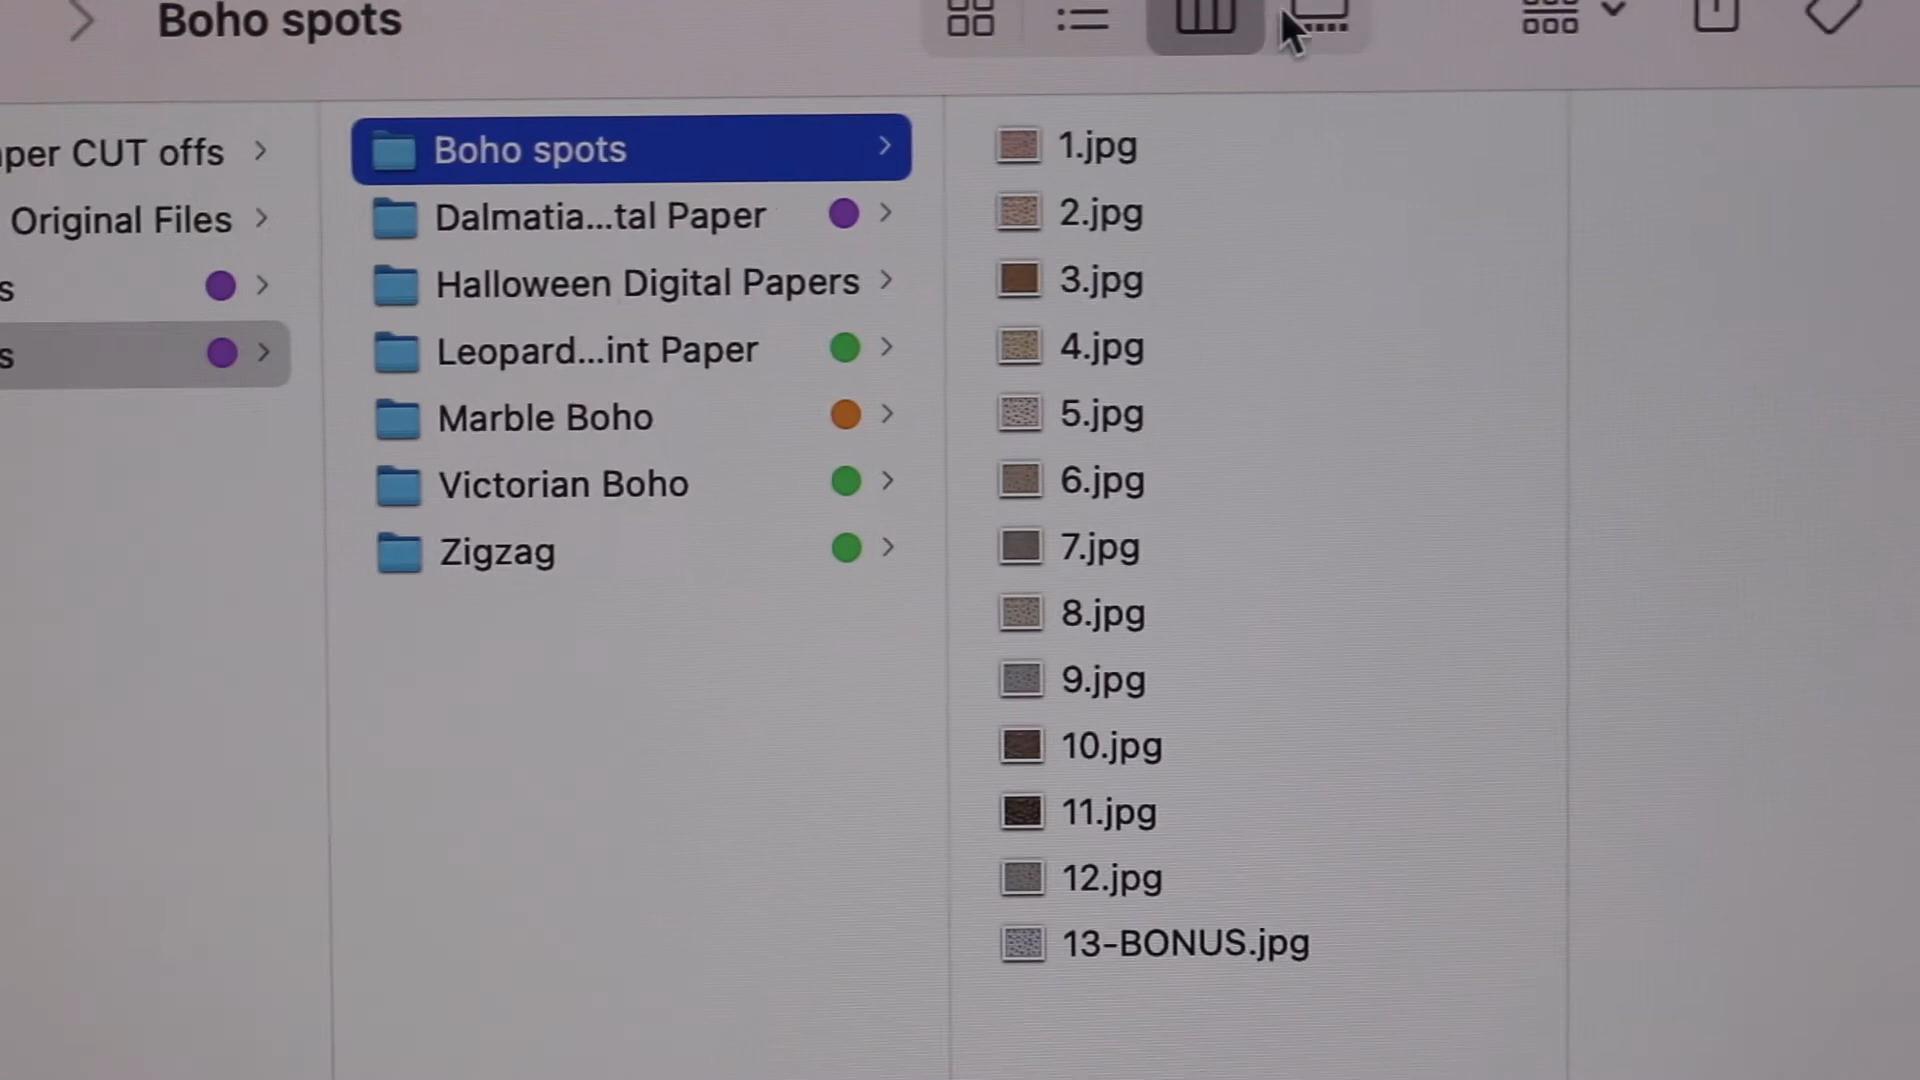 Boho spots
per CUT offs
Original Files
s
s
Boho spots
Dalmatia...tal Paper
Halloween Digital Papers
Leopard...int Paper
Marble Boho
Victorian Boho
Zigzag
1.jpg
2.jpg
3.jpg
4.jpg
5.jpg
6.jpg
7.jpg
8.jpg
9.jpg
10.jpg
11.jpg
12.jpg
13-BONUS.jpg